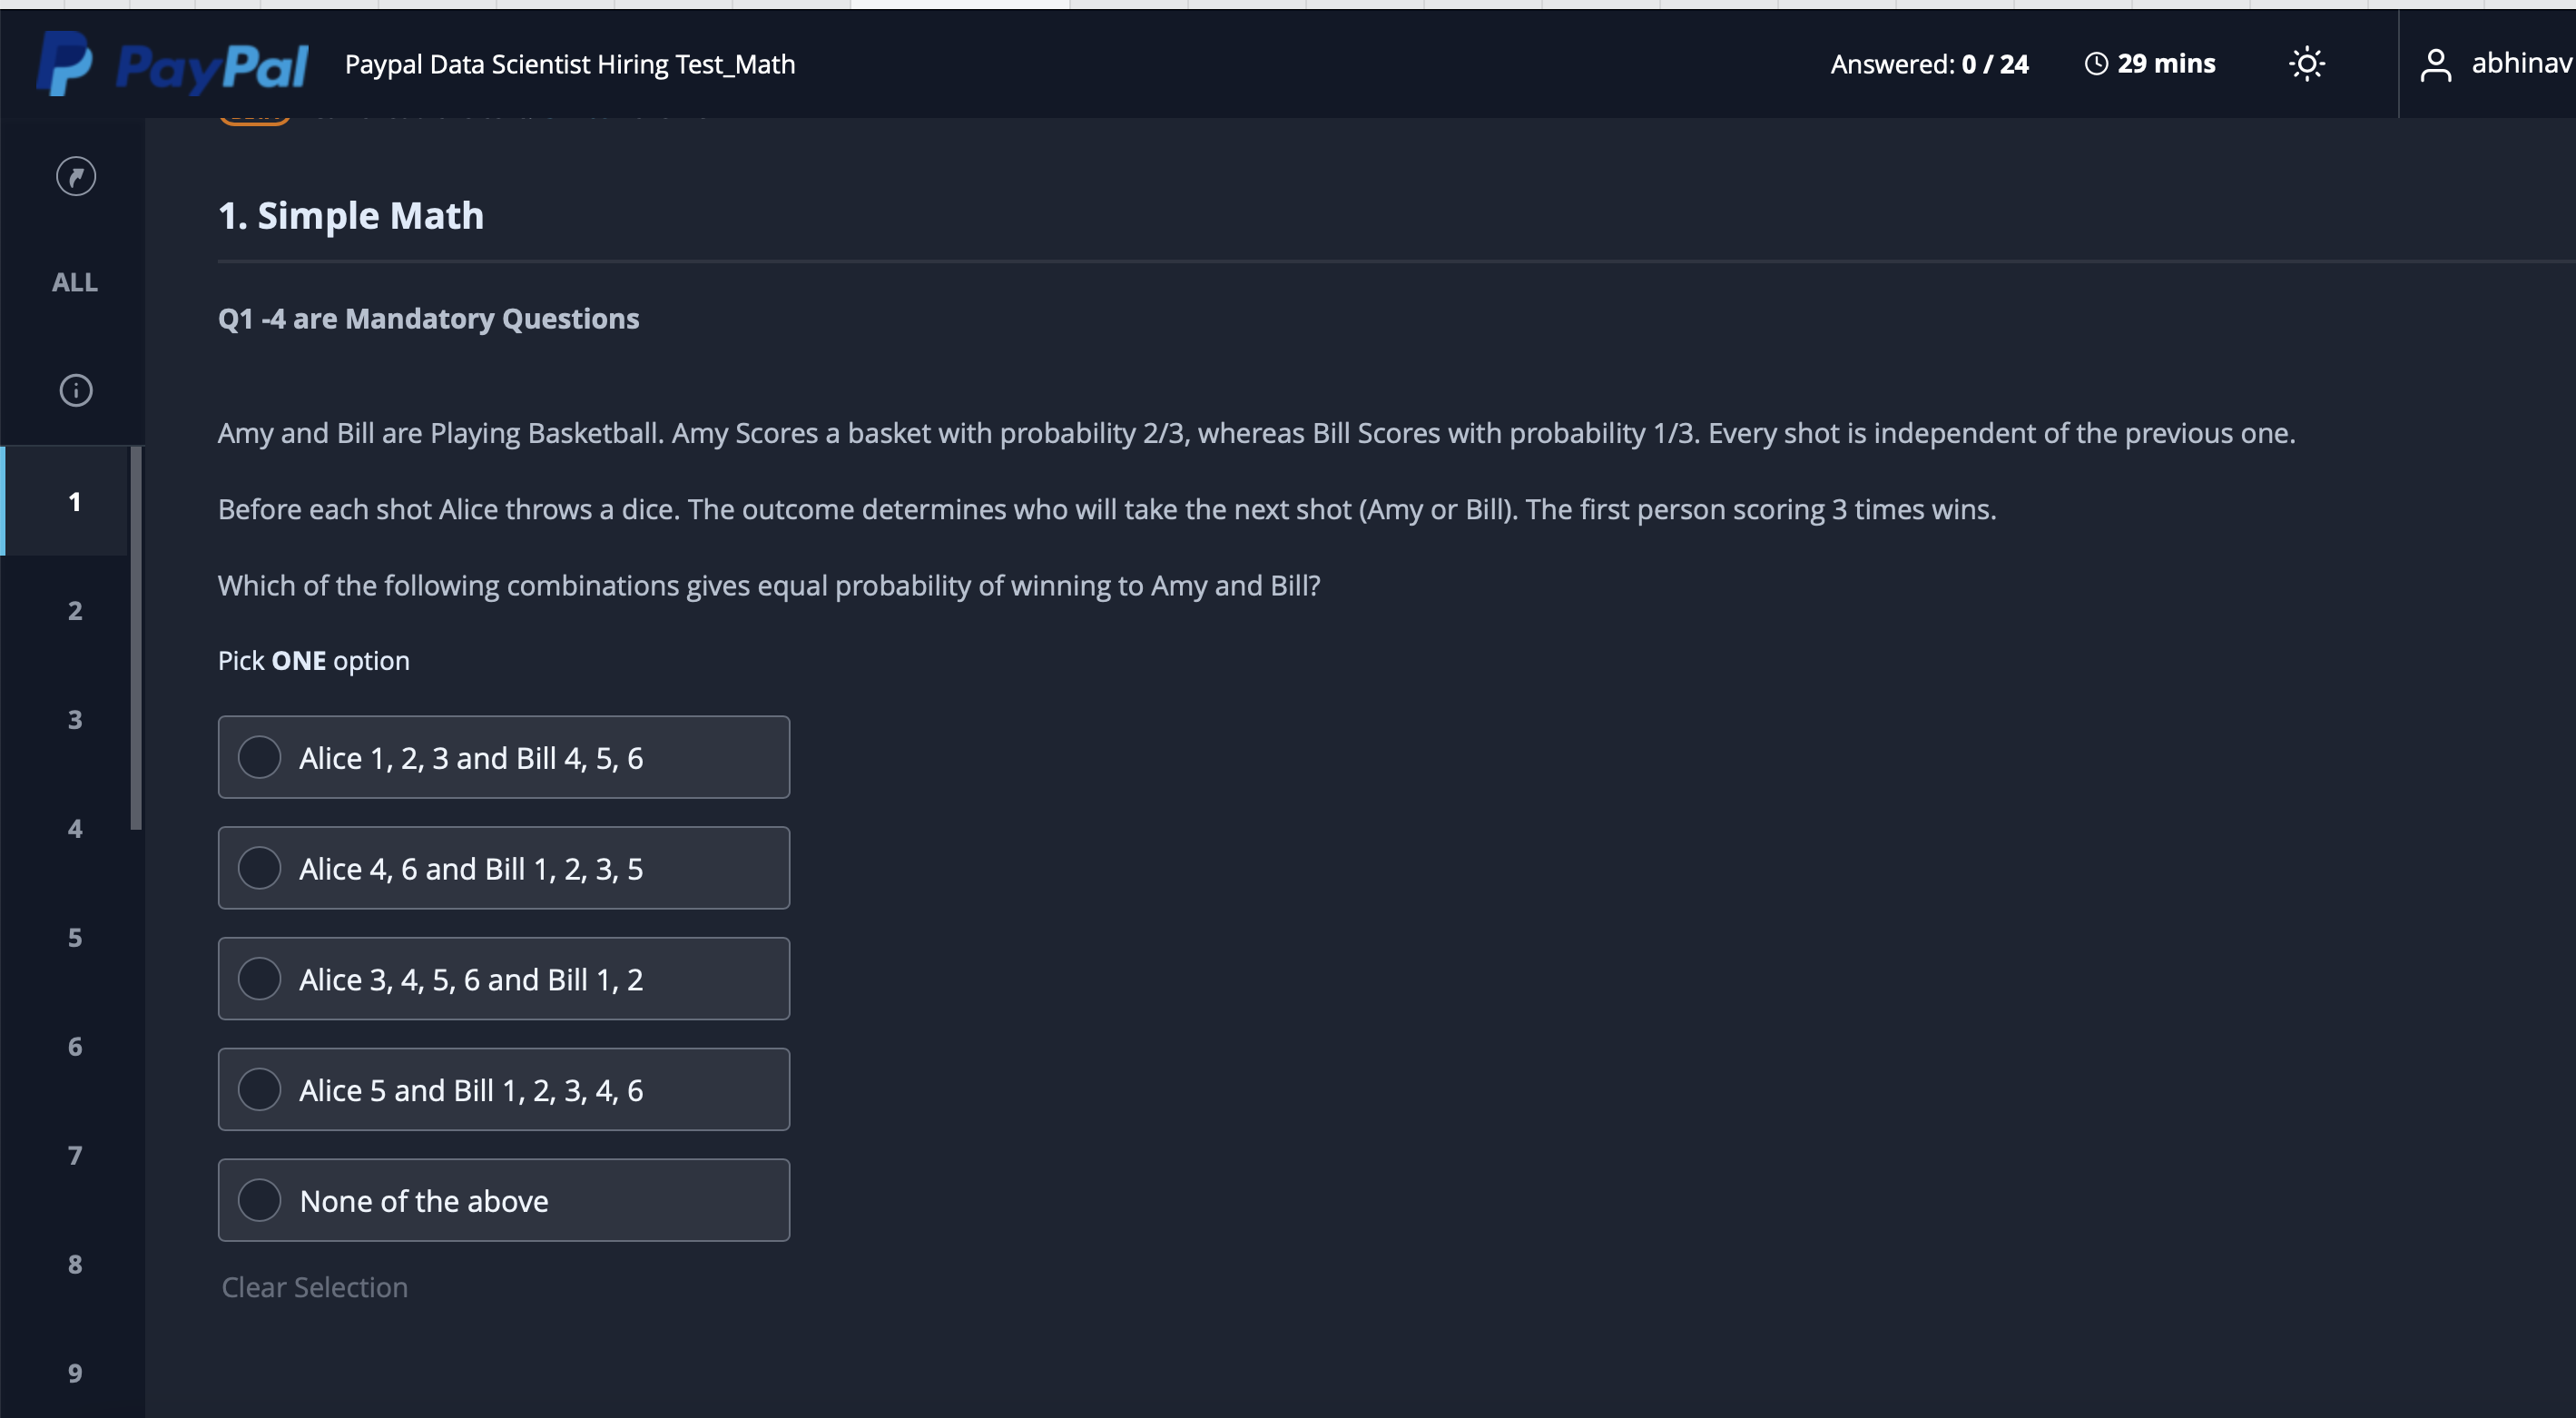 PayPal
Paypal Data Scientist Hiring Test_Math
Answered: 0 / 24
29 mins
abhinav
ALL
1
2
3
4
5
6
7
8
9
1. Simple Math
Q1 -4 are Mandatory Questions
Amy and Bill are Playing Basketball. Amy Scores a basket with probability 2/3, whereas Bill Scores with probability 1/3. Every shot is independent of the previous one.
Before each shot Alice throws a dice. The outcome determines who will take the next shot (Amy or Bill). The first person scoring 3 times wins.
Which of the following combinations gives equal probability of winning to Amy and Bill?
Pick ONE option
Alice 1, 2, 3 and Bill 4, 5, 6
Alice 4, 6 and Bill 1, 2, 3, 5
Alice 3, 4, 5, 6 and Bill 1, 2
Alice 5 and Bill 1, 2, 3, 4, 6
None of the above
Clear Selection